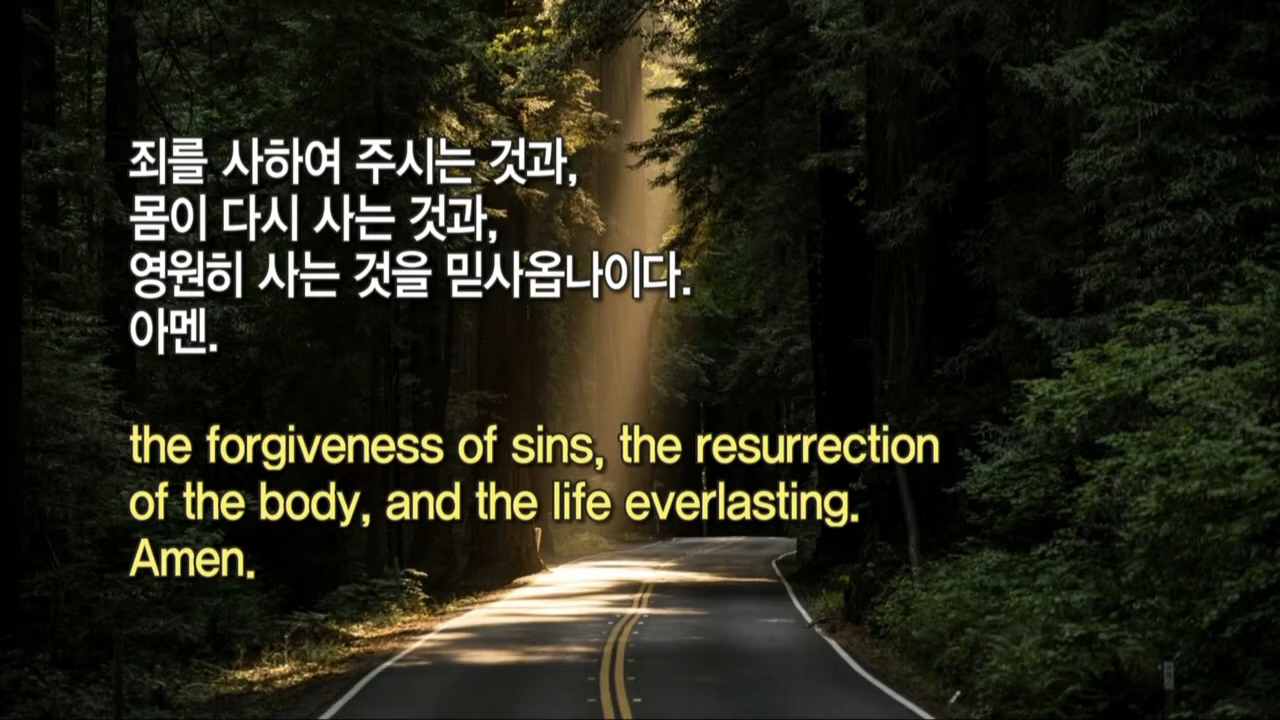 죄를 사하여 주시는 것과,
몸이 다시 사는 것과,
영원히 사는 것을 믿사옵나이다.
아멘.
the forgiveness of sins, the resurrection
of the body, and the life everlasting.
Amen.